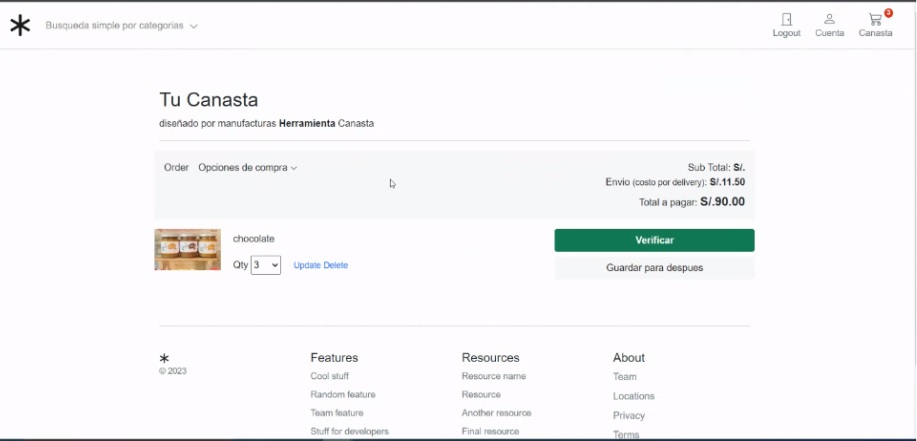 Busqueda simple por categorias
Logout Cuenta Canasta
3
Tu Canasta
diseñado por manufacturas Herramienta Canasta
Order Opciones de compra
Sub Total: S/.
Envio (costo por delivery): S/.11.50
Total a pagar: S/.90.00
chocolate
Qty 3 Update Delete
Verificar
Guardar para despues
© 2023
Features
Cool stuff
Random feature
Team feature
Stuff for developers
Resources
Resource name
Resource
Another resource
Final resource
About
Team
Locations
Privacy
Terms